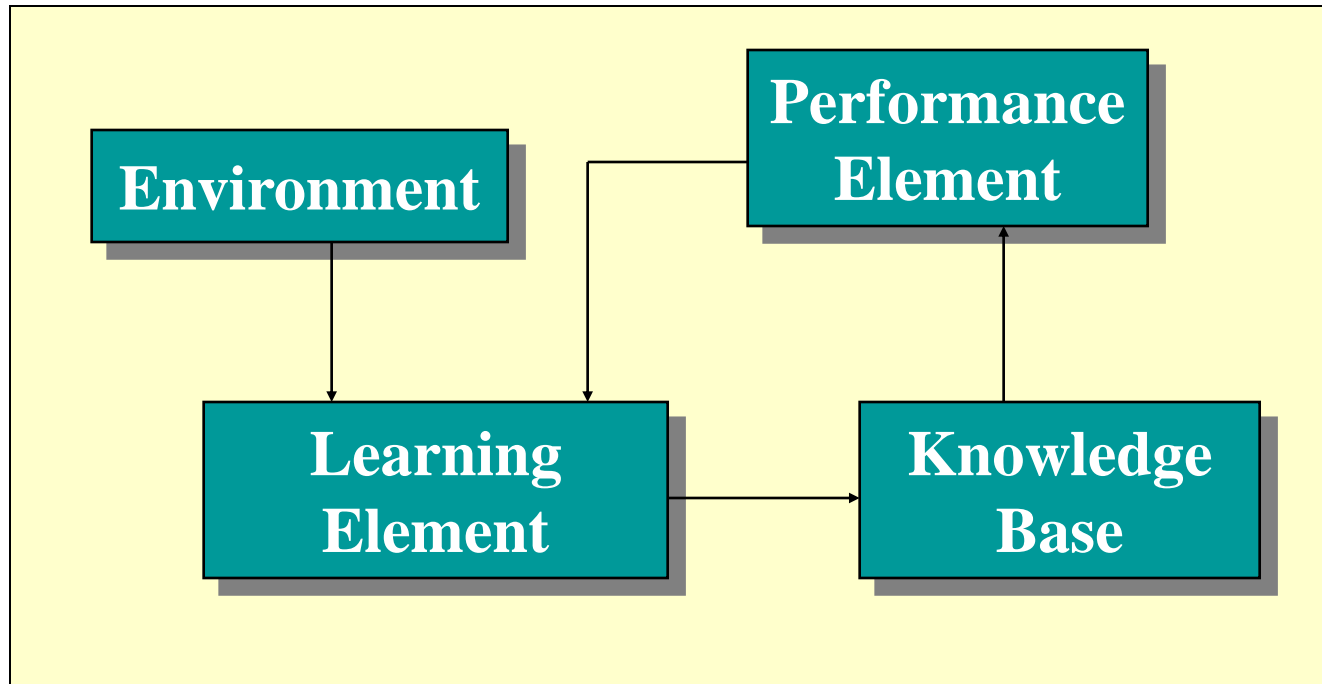 Performance
Element
Environment
Learning
Element
Knowledge
Base